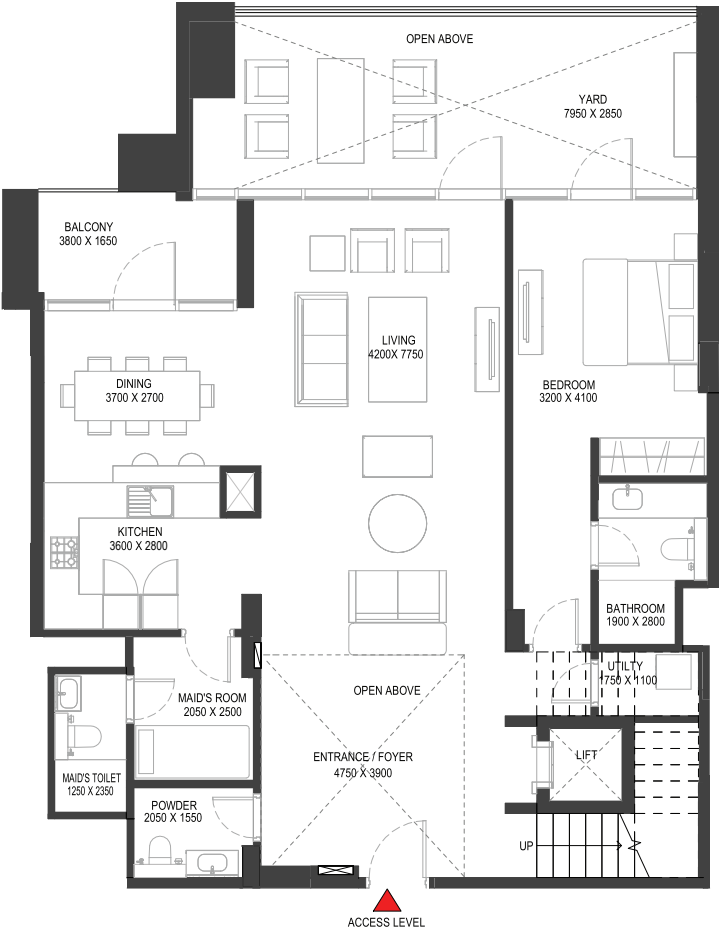 OPEN ABOVE
YARD
7950 X 2850
BALCONY
3800 X 1650
LIVING
4200X 7750
DINING
3700 X 2700
BEDROOM
3200 X 4100
KITCHEN
3600 X 2800
BATHROOM
1900 X 2800
UTILTY
1750 X 1100
MAID'S ROOM
2050 X 2500
OPEN ABOVE
ENTRANCE / FOYER
4750 X 3900
LIFT
MAID'S TOILET
1250 X 2350
POWDER
2050 X 1550
UP
ACCESS LEVEL